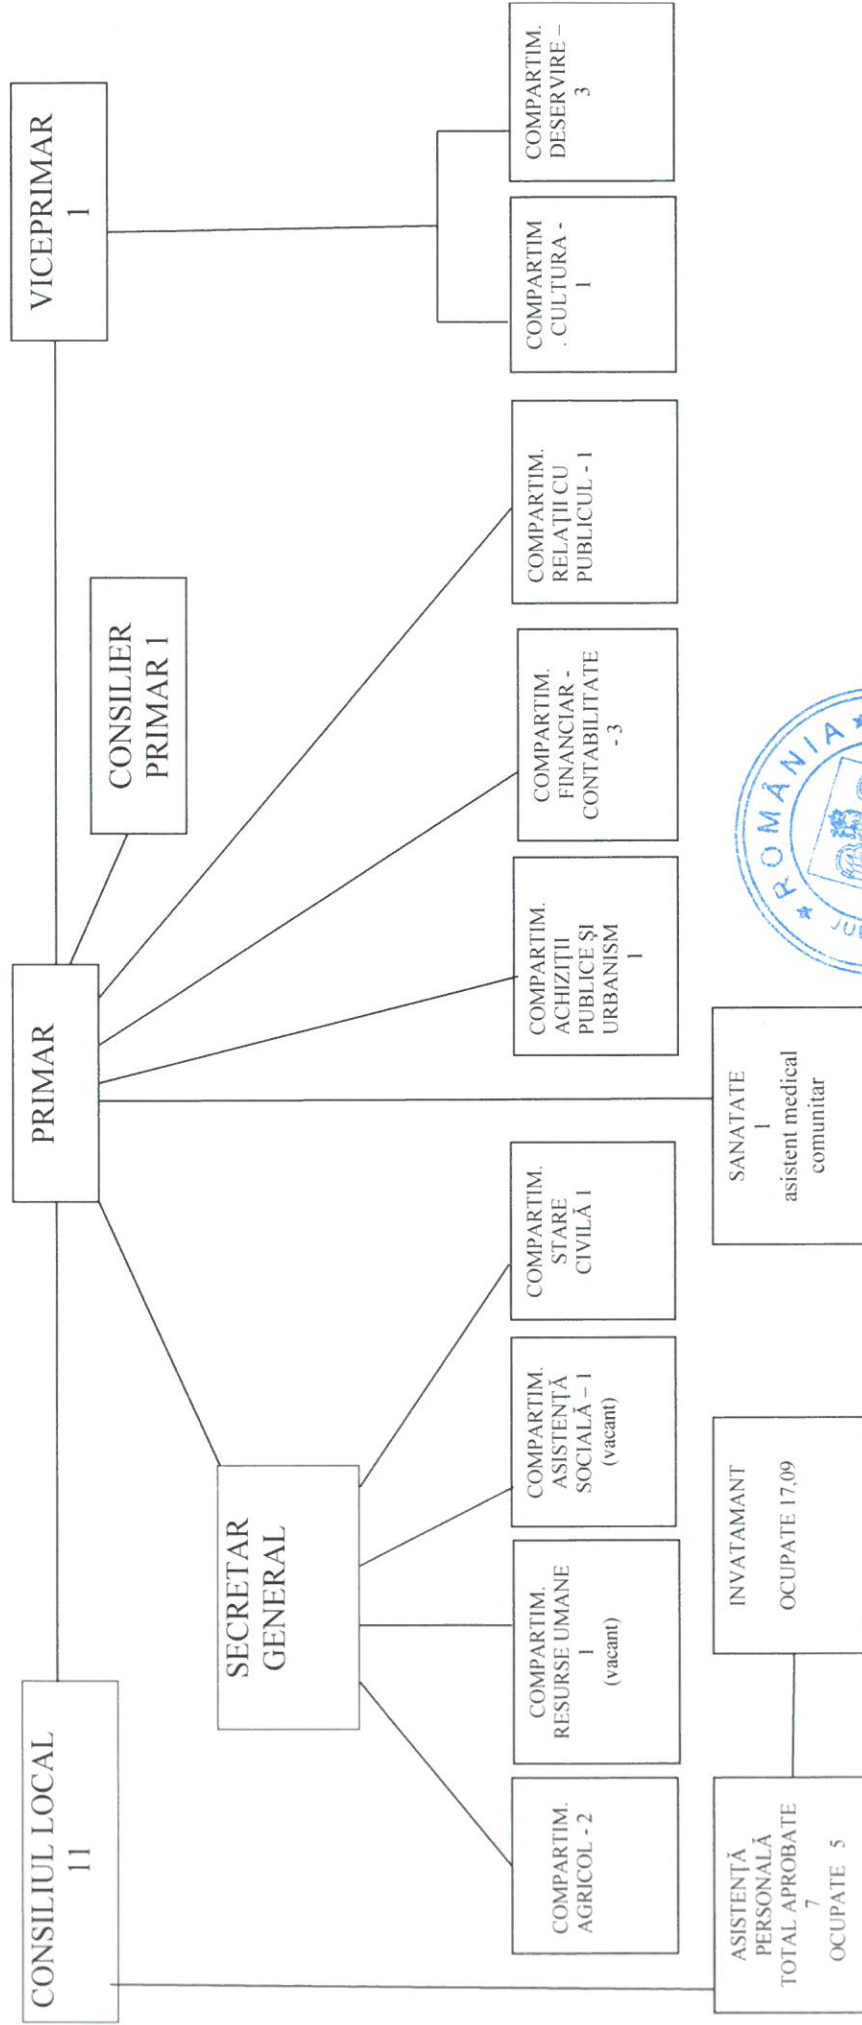 CONSILIUL LOCAL
11
PRIMAR
VICEPRIMAR
1
CONSILIER
PRIMAR 1
SECRETAR
GENERAL
COMPARTIM.
AGRICOL - 2
COMPARTIM.
RESURSE UMANE
1
(vacant)
COMPARTIM.
ASISTENȚĂ
SOCIALĂ – 1
(vacant)
COMPARTIM.
STARE
CIVILĂ 1
COMPARTIM.
ACHIZIȚII
PUBLICE ȘI
URBANISM
1
COMPARTIM.
FINANCIAR -
CONTABILITATE
- 3
COMPARTIM.
RELAȚII CU
PUBLICUL - 1
COMPARTIM
. CULTURA -
1
COMPARTIM.
DESERVIRE –
3
ASISTENȚĂ
PERSONALĂ
TOTAL APROBATE
7
OCUPATE 5
INVATAMANT
OCUPATE 17,09
SANATATE
1
asistent medical
comunitar
ROMÂNIA